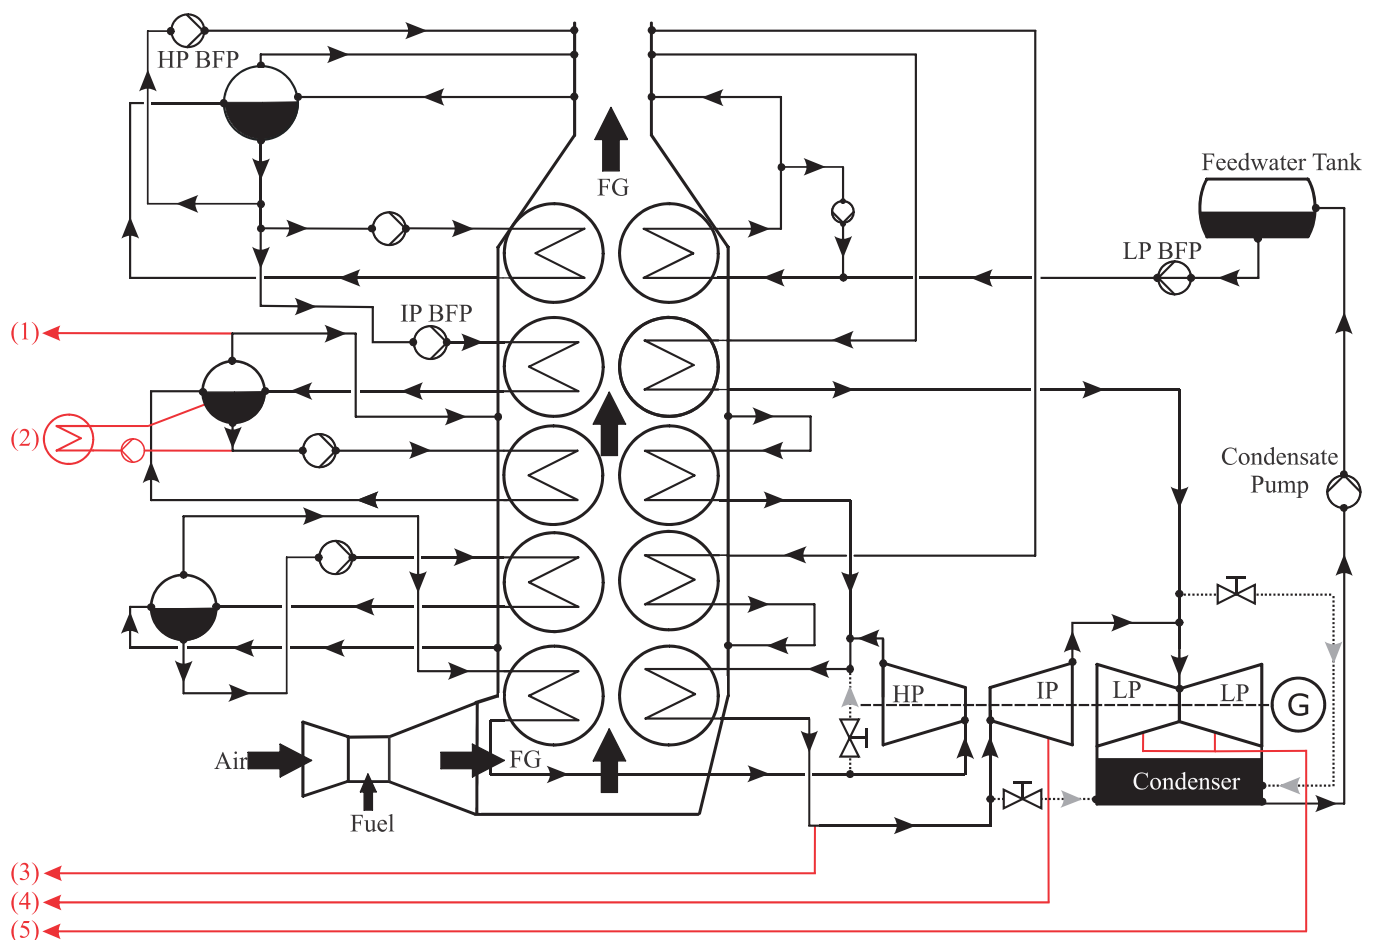 HP BFP
FG
Feedwater Tank
LP BFP
IP BFP
(1)
(2)
Condensate
Pump
HP
IP
LP
LP
G
Air
FG
Condenser
Fuel
(3)
(4)
(5)